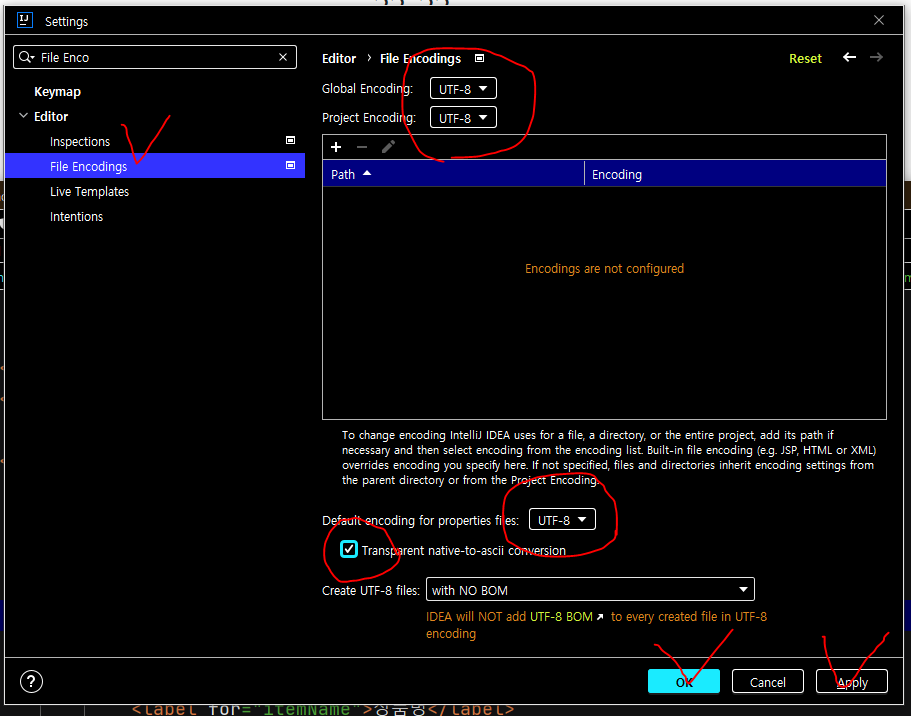 Settings
File Enco
Keymap
Editor
Inspections
File Encodings
Live Templates
Intentions
Editor › File Encodings
Reset
Global Encoding: UTF-8
Project Encoding: UTF-8
Path
Encoding
Encodings are not configured
To change encoding IntelliJ IDEA uses for a file, a directory, or the entire project, add its path if
necessary and then select encoding from the encoding list. Built-in file encoding (e.g. JSP, HTML or XML)
overrides encoding you specify here. If not specified, files and directories inherit encoding settings from
the parent directory or from the Project Encoding.
Default encoding for properties files: UTF-8
Transparent native-to-ascii conversion
Create UTF-8 files: with NO BOM
IDEA will NOT add UTF-8 BOM ↗ to every created file in UTF-8
encoding
?
OK
Cancel
Apply
<label for="itemName">상품명</label>